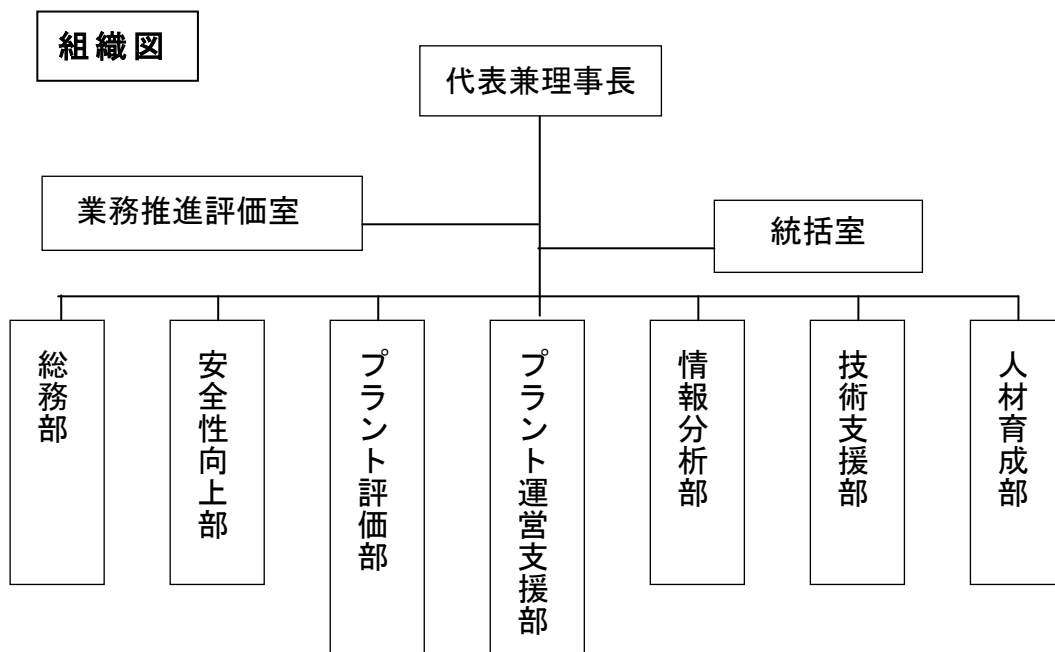 組織図
代表兼理事長
業務推進評価室
統括室
総務部
安全性向上部
プラント評価部
プラント運営支援部
情報分析部
技術支援部
人材育成部